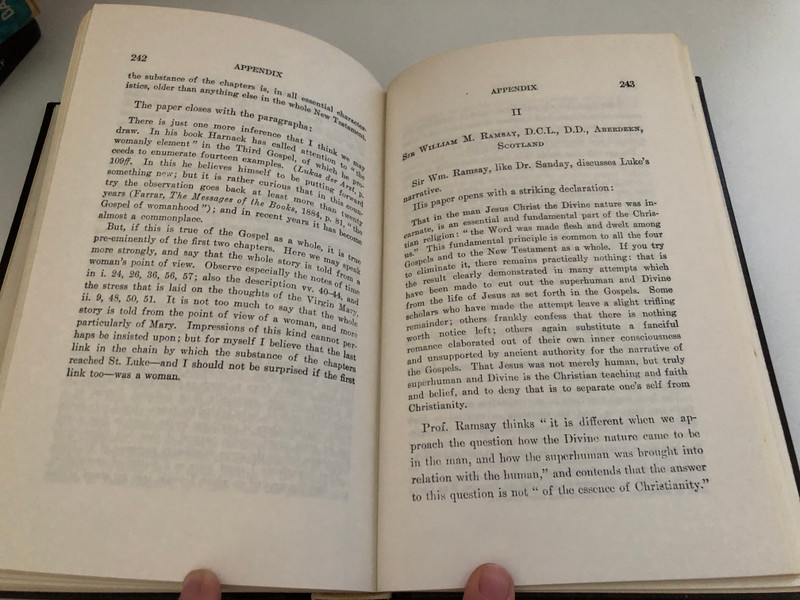 DA
242
APPENDIX
the substance of the chapters is, in all essential character-
istics, older than anything else in the whole New Testament.
The paper closes with the paragraphs:
There is just one more inference that I think we may
draw. In his book Harnack has called attention to "the
womanly element" in the Third Gospel, of which he pro-
ceeds to enumerate fourteen examples. (Lukas der Arzt, p.
109ff. In this he believes himself to be putting forward
something new; but it is rather curious that in this coun-
try the observation goes back at least more than twenty
years (Farrar, The Messages of the Books, 1884, p. 81, "the
Gospel of womanhood"); and in recent years it has become
almost a commonplace.
But, if this is true of the Gospel as a whole, it is true
pre-eminently of the first two chapters. Here we may speak
more strongly, and say that the whole story is told from a
woman's point of view. Observe especially the notes of time
in i. 24, 26, 36, 56, 57; also the description vv. 40-44, and
the stress that is laid on the thoughts of the Virgin Mary,
ii. 9, 48, 50, 51. It is not too much to say that the whole
story is told from the point of view of a woman, and more
particularly of Mary. Impressions of this kind cannot per-
haps be insisted upon; but for myself I believe that the last
link in the chain by which the substance of the chapters
reached St. Luke—and I should not be surprised if the first
link too—was a woman.
APPENDIX
243
II
SIR WILLIAM M. RAMSAY, D.C.L., D.D., ABERDEEN,
SCOTLAND
Sir Wm. Ramsay, like Dr. Sanday, discusses Luke's
narrative.
His paper opens with a striking declaration:
That in the man Jesus Christ the Divine nature was in-
carnate, is an essential and fundamental part of the Chris-
tian religion: "the Word was made flesh and dwelt among
us." This fundamental principle is common to all the four
Gospels and to the New Testament as a whole. If you try
to eliminate it, there remains practically nothing: that is
the result clearly demonstrated in many attempts which
have been made to cut out the superhuman and Divine
from the life of Jesus as set forth in the Gospels. Some
scholars who have made the attempt leave a slight trifling
remainder; others frankly confess that there is nothing
worth notice left; others again substitute a fanciful
romance elaborated out of their own inner consciousness
and unsupported by ancient authority for the narrative of
the Gospels. That Jesus was not merely human, but truly
superhuman and Divine is the Christian teaching and faith
and belief, and to deny that is to separate one's self from
Christianity.
Prof. Ramsay thinks "it is different when we ap-
proach the question how the Divine nature came to be
in the man, and how the superhuman was brought into
relation with the human," and contends that the answer
to this question is not "of the essence of Christianity."